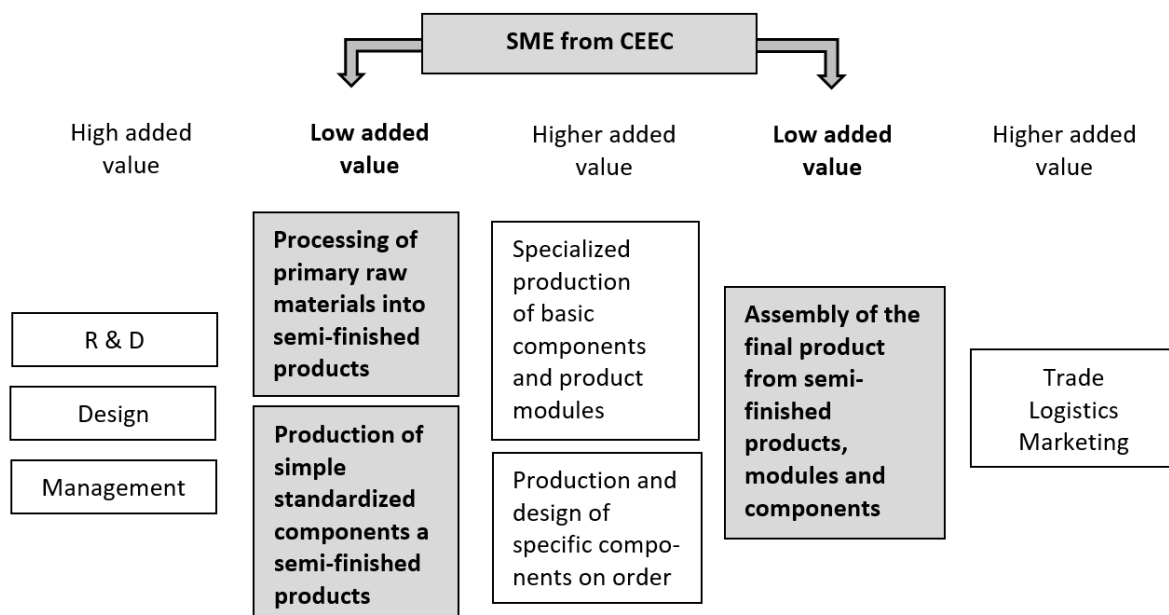 SME from CEEC
High added
value
Low added
value
Higher added
value
Low added
value
Higher added
value
R & D
Design
Management
Processing of
primary raw
materials into
semi-finished
products
Production of
simple
standardized
components a
semi-finished
products
Specialized
production
of basic
components
and product
modules
Production and
design of
specific compo-
nents on order
Assembly of the
final product
from semi-
finished
products,
modules and
components
Trade
Logistics
Marketing